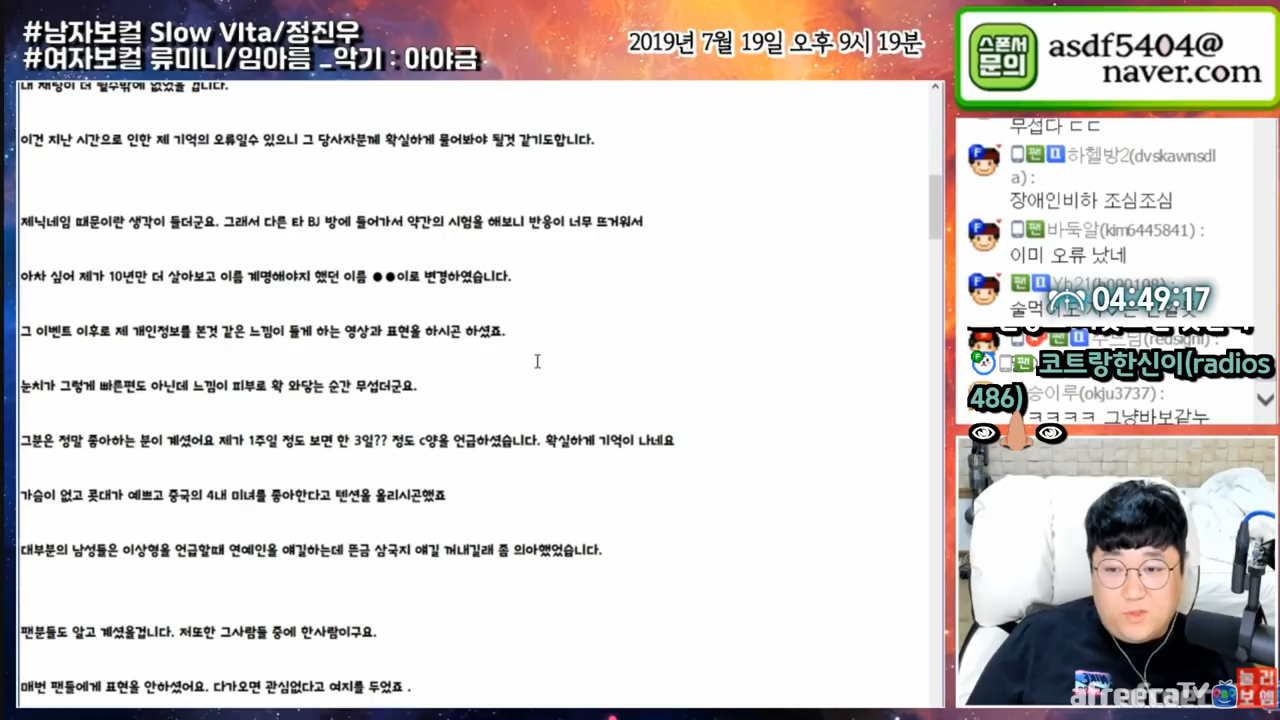 #남자보컬 Slow VIta/정진우
#여자보컬 류미니/임아름 _악기 : 아야금
2019년 7월 19일 오후 9시 19분
스폰서
문의
asdf5404@
naver.com
이건 지난 시간으로 인한 제 기억의 오류일수 있으니 그 당사자분께 확실하게 물어봐야 될것 같기도합니다.
제닉네임 때문이란 생각이 들더군요. 그래서 다른 타 BJ 방에 들어가서 약간의 시험을 해보니 반응이 너무 뜨거워서
아차 싶어 제가 10년만 더 살아보고 이름 계명해야지 했던 이름 ●●이로 변경하였습니다.
그 이벤트 이후로 제 개인정보를 본것 같은 느낌이 들게 하는 영상과 표현을 하시곤 하셨죠.
눈치가 그렇게 빠른편도 아닌데 느낌이 피부로 확 와닿는 순간 무섭더군요.
그분은 정말 좋아하는 분이 계셨어요 제가 1주일 정도 보면 한 3일?? 정도 c양을 언급하셨습니다. 확실하게 기억이 나네요
가슴이 없고 콧대가 예쁘고 중국의 4내 미녀를 좋아한다고 텐션을 올리시곤했죠
대부분의 남성들은 이상형을 언급할때 연예인을 얘길하는데 뜬금 삼국지 얘길 꺼내길래 좀 의아했었습니다.
팬분들도 알고 계셨을겁니다. 저또한 그사람들 중에 한사람이구요.
매번 팬들에게 표현을 안하셨어요. 다가오면 관심없다고 여지를 두었죠 .
무섭다 ㄷㄷ
하헬방2(dvskawnsdl
a) :
장애인비하 조심조심
바둑알(kim6445841) :
이미 오류 났네
04:49:17
코트랑한신이(radios
486)
승이루(okju3737) :
ㅋㅋㅋㅋ 그냥바보같누
afreecaTV
눌러
보엠